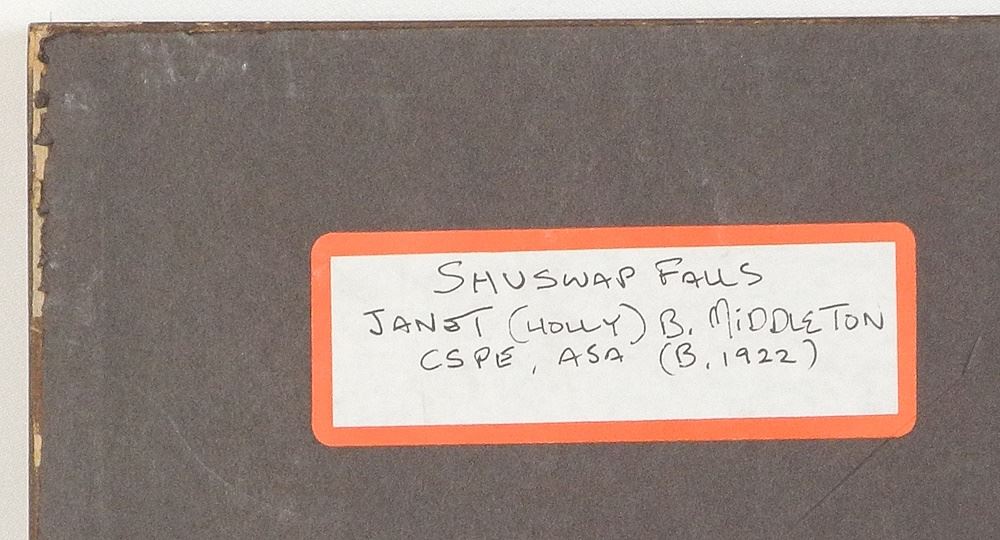 SHUSWAP FALLS
JANET (HOLLY) B. MIDDLETON
CSPE, ASA (B. 1922)